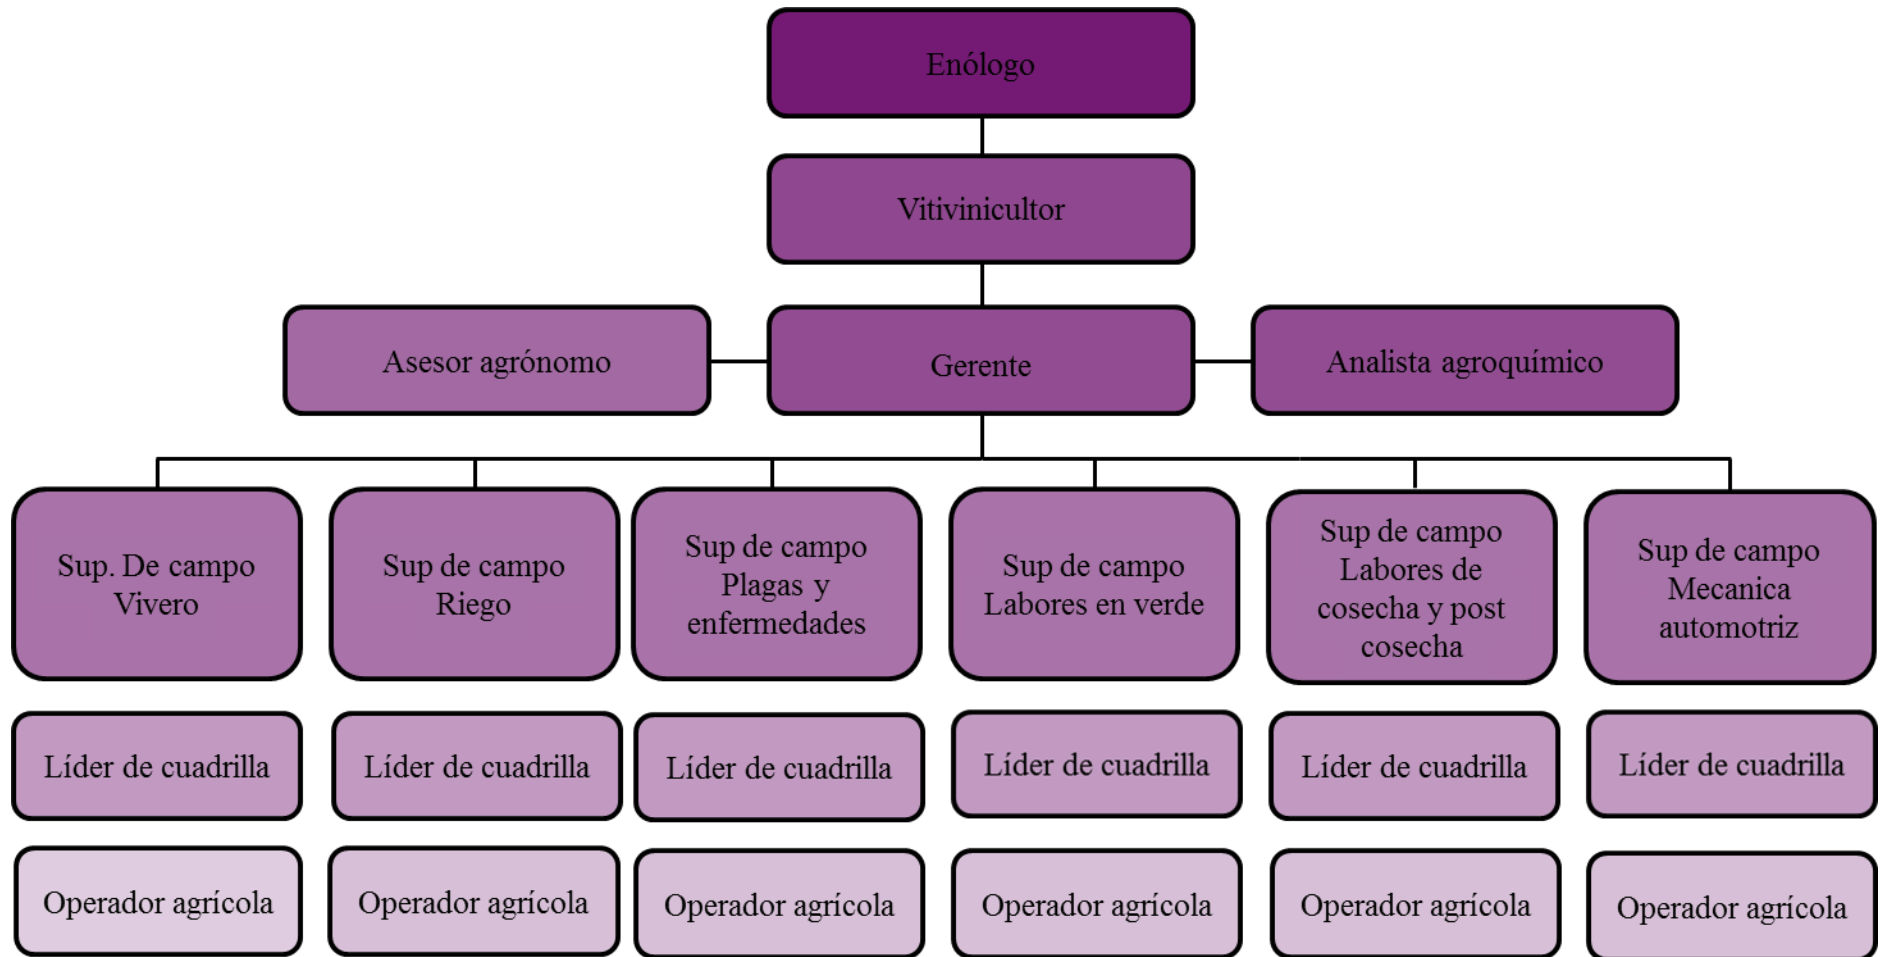 Enólogo
Vitivinicultor
Asesor agrónomo
Gerente
Analista agroquímico
Sup. De campo
Vivero
Sup de campo
Riego
Sup de campo
Plagas y
enfermedades
Sup de campo
Labores en verde
Sup de campo
Labores de
cosecha y post
cosecha
Sup de campo
Mecanica
automotriz
Líder de cuadrilla
Líder de cuadrilla
Líder de cuadrilla
Líder de cuadrilla
Líder de cuadrilla
Líder de cuadrilla
Operador agrícola
Operador agrícola
Operador agrícola
Operador agrícola
Operador agrícola
Operador agrícola